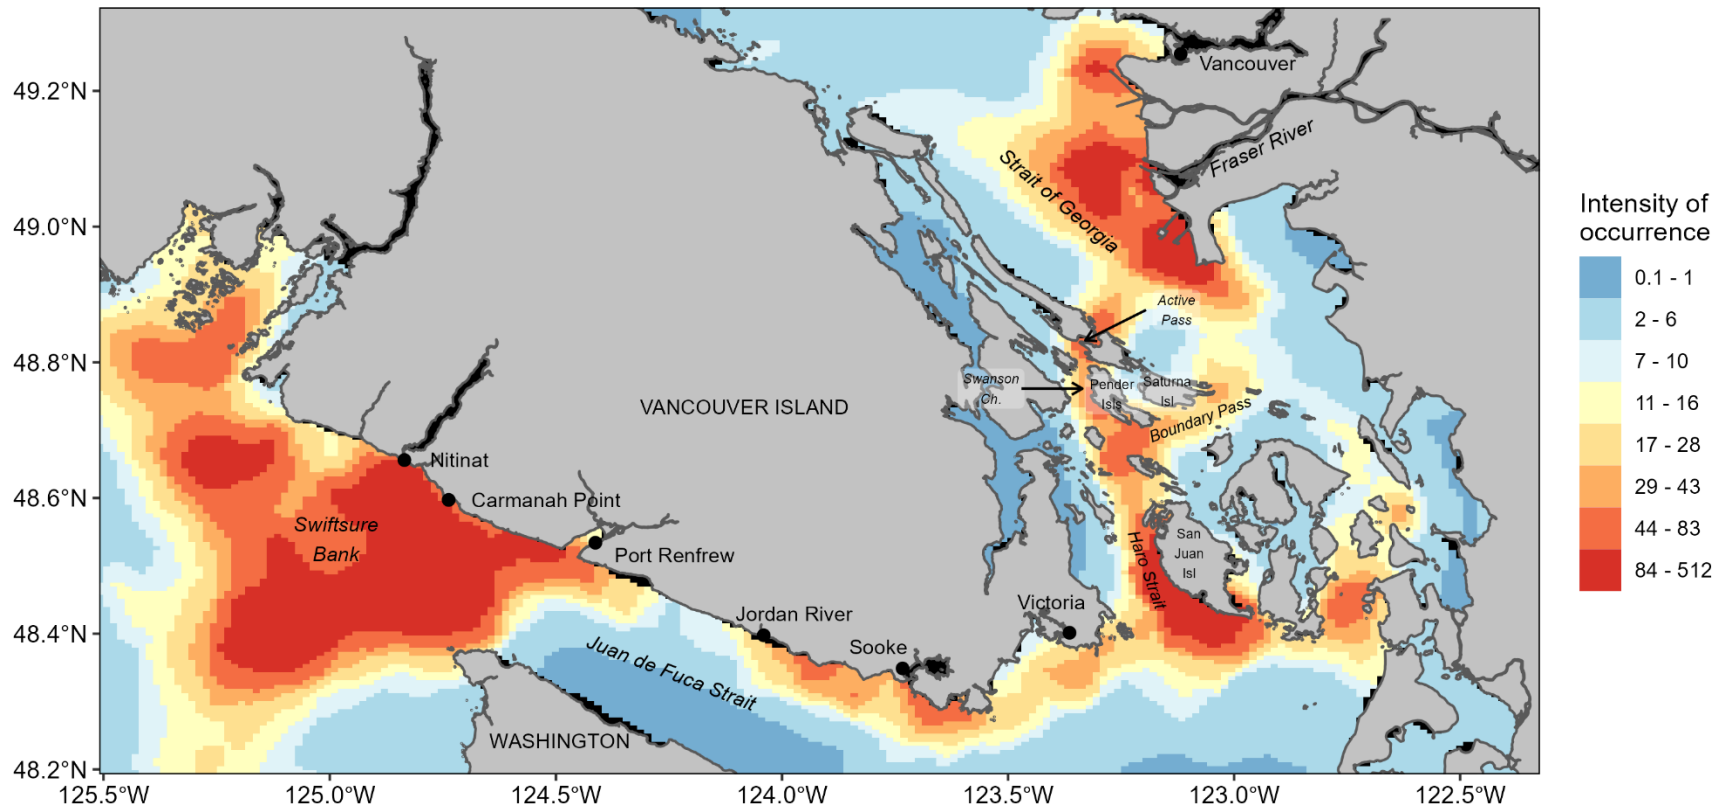 49.2°N
49.0°N
48.8°N
48.6°N
48.4°N
48.2°N
125.5°W
125.0°W
124.5°W
124.0°W
123.5°W
123.0°W
122.5°W
Vancouver
Fraser River
Strait of Georgia
Active
Pass
Swanson
Ch.
Pender
Isls
Saturna
Isl
Boundary Pass
VANCOUVER ISLAND
Nitinat
Carmanah Point
Swiftsure
Bank
Port Renfrew
Haro Strait
San
Juan
Isl
Jordan River
Victoria
Sooke
Juan de Fuca Strait
WASHINGTON
Intensity of
occurrence
0.1 - 1
2 - 6
7 - 10
11 - 16
17 - 28
29 - 43
44 - 83
84 - 512